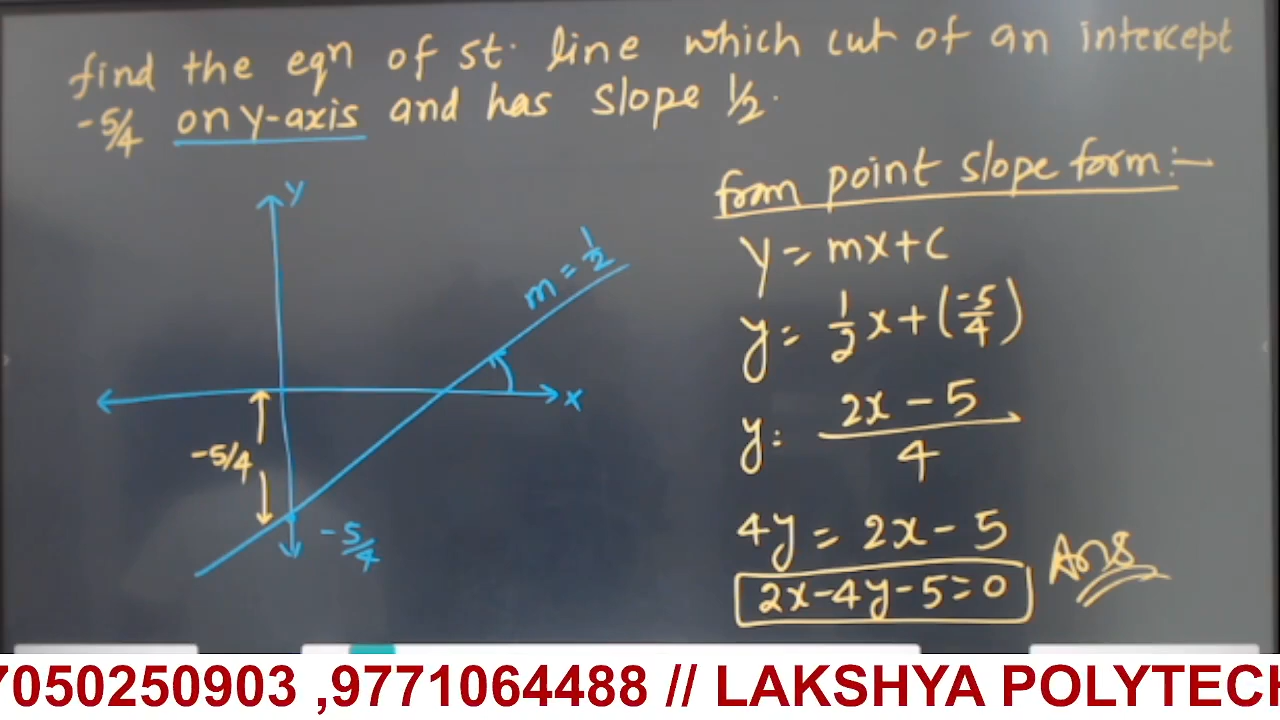 find the eqn of st. line which cut of an intercept
-5/4 on y-axis and has slope 1/2.
from point slope form:-
y = mx+c
y = 1/2 x + (-5/4)
y = 2x - 5 / 4
4y = 2x - 5
2x-4y-5=0 Ans
Y
m = 1/2
X
-5/4
-5/4
7050250903 ,9771064488 // LAKSHYA POLYTECH